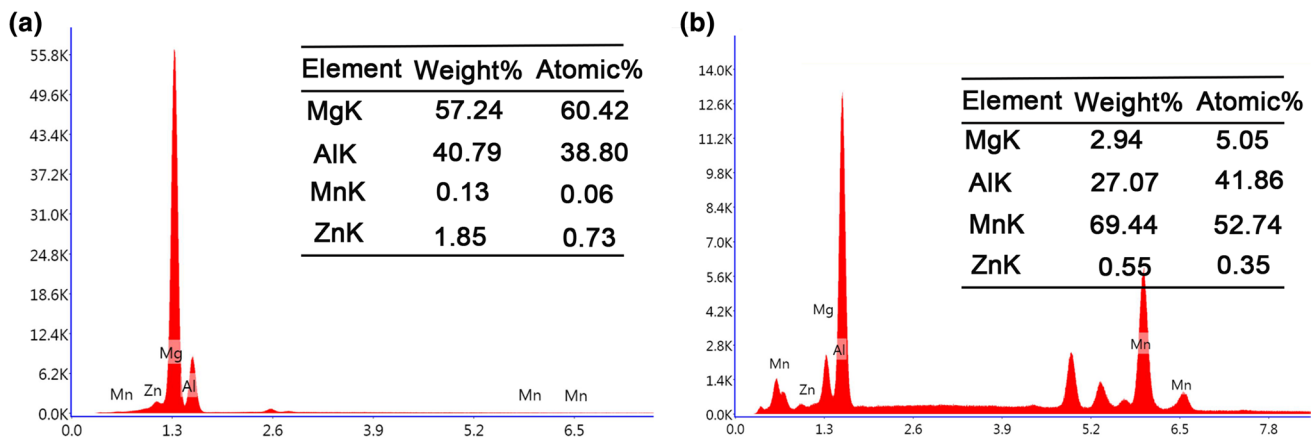 (a)
Element Weight% Atomic%
MgK 57.24 60.42
AlK 40.79 38.80
MnK 0.13 0.06
ZnK 1.85 0.73
55.8K
49.6K
43.4K
37.2K
31.0K
24.8K
18.6K
12.4K
6.2K
0.0K
Mn Zn Mg Al Mn Mn
0.0 1.3 2.6 3.9 5.2 6.5
(b)
Element Weight% Atomic%
MgK 2.94 5.05
AlK 27.07 41.86
MnK 69.44 52.74
ZnK 0.55 0.35
14.0K
12.6K
11.2K
9.8K
8.4K
7.0K
5.6K
4.2K
2.8K
1.4K
0.0K
Mn Zn Mg Al Mn Mn
0.0 1.3 2.6 3.9 5.2 6.5 7.8